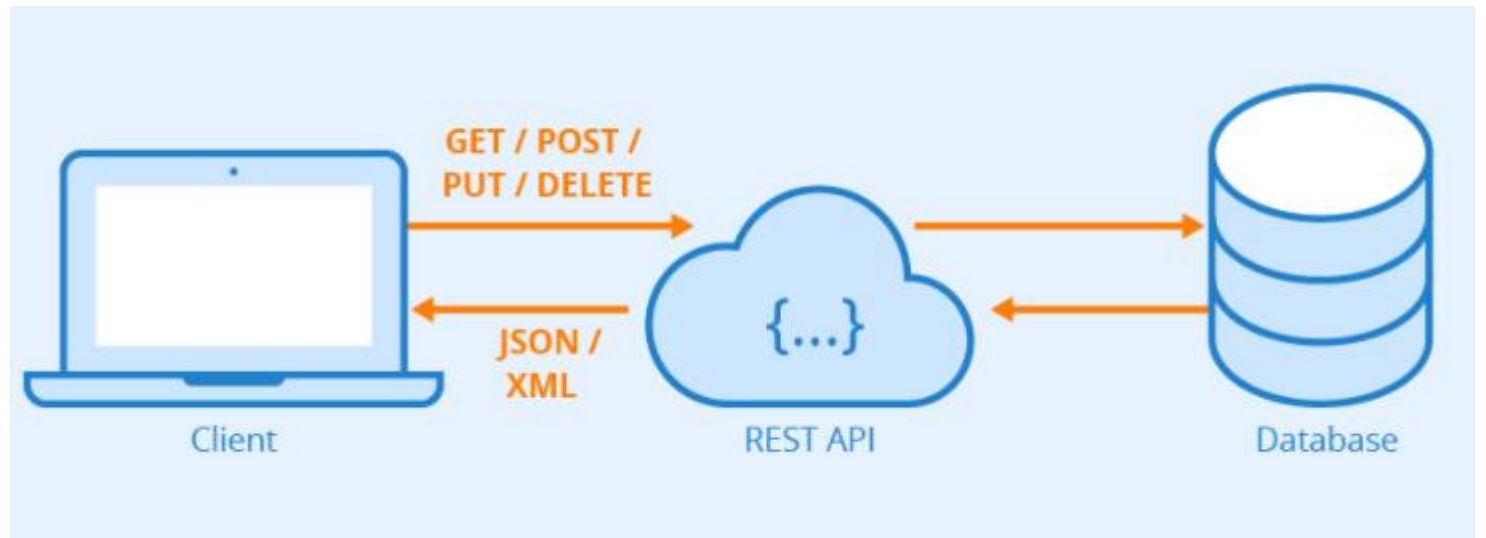 GET / POST /
PUT / DELETE
{...}
JSON /
XML
Client
REST API
Database